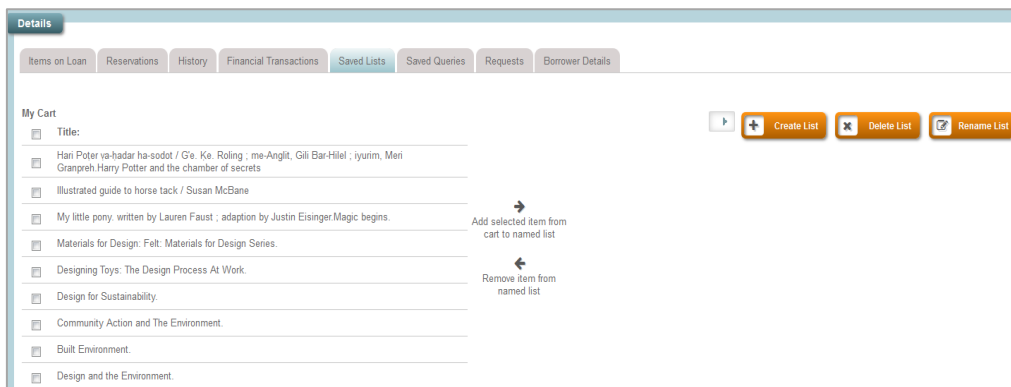 Details
Items on Loan Reservations History Financial Transactions Saved Lists Saved Queries Requests Borrower Details
My Cart
Create List Delete List Rename List
Title:
Hari Poter va-ḥadar ha-sodot / G'e. Ke. Roling ; me-Anglit, Gili Bar-Hilel ; iyurim, Meri
Granpreh.Harry Potter and the chamber of secrets
Illustrated guide to horse tack / Susan McBane
My little pony. written by Lauren Faust ; adaption by Justin Eisinger.Magic begins.
Materials for Design: Felt: Materials for Design Series.
Designing Toys: The Design Process At Work.
Design for Sustainability.
Community Action and The Environment.
Built Environment.
Design and the Environment.
Add selected item from
cart to named list
Remove item from
named list